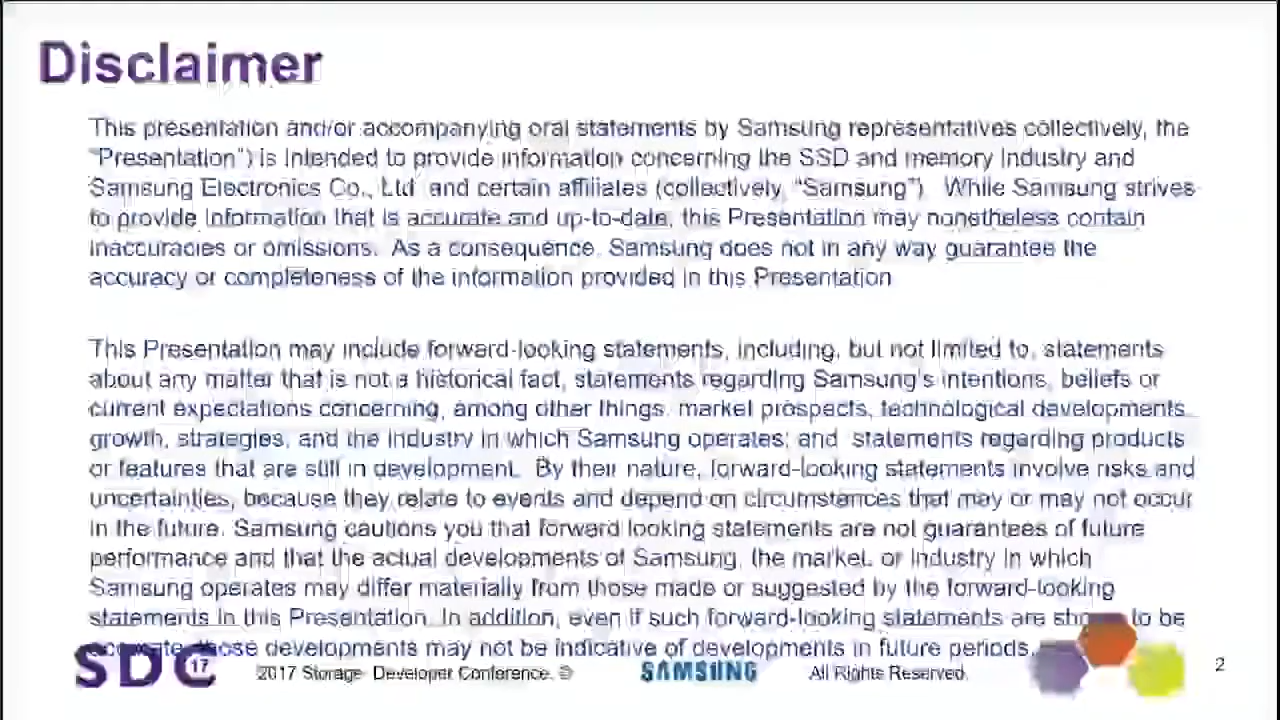 Disclaimer
This presentation and/or accompanying oral statements by Samsung representatives collectively, the
"Presentation") is intended to provide information concerning the SSD and memory industry and
Samsung Electronics Co., Ltd. and certain affiliates (collectively, "Samsung"). While Samsung strives
to provide information that is accurate and up-to-date, this Presentation may nonetheless contain
inaccuracies or omissions. As a consequence, Samsung does not in any way guarantee the
accuracy or completeness of the information provided in this Presentation.
This Presentation may include forward-looking statements, including, but not limited to, statements
about any matter that is not a historical fact, statements regarding Samsung's intentions, beliefs or
current expectations concerning, among other things, market prospects, technological developments,
growth, strategies, and the industry in which Samsung operates; and statements regarding products
or features that are still in development. By their nature, forward-looking statements involve risks and
uncertainties, because they relate to events and depend on circumstances that may or may not occur
in the future. Samsung cautions you that forward looking statements are not guarantees of future
performance and that the actual developments of Samsung, the market, or industry in which
Samsung operates may differ materially from those made or suggested by the forward-looking
statements in this Presentation. In addition, even if such forward-looking statements are to be
those developments may not be indicative of developments in future periods.
SDC 17
2017 Storage Developer Conference. © SAMSUNG All Rights Reserved. 2